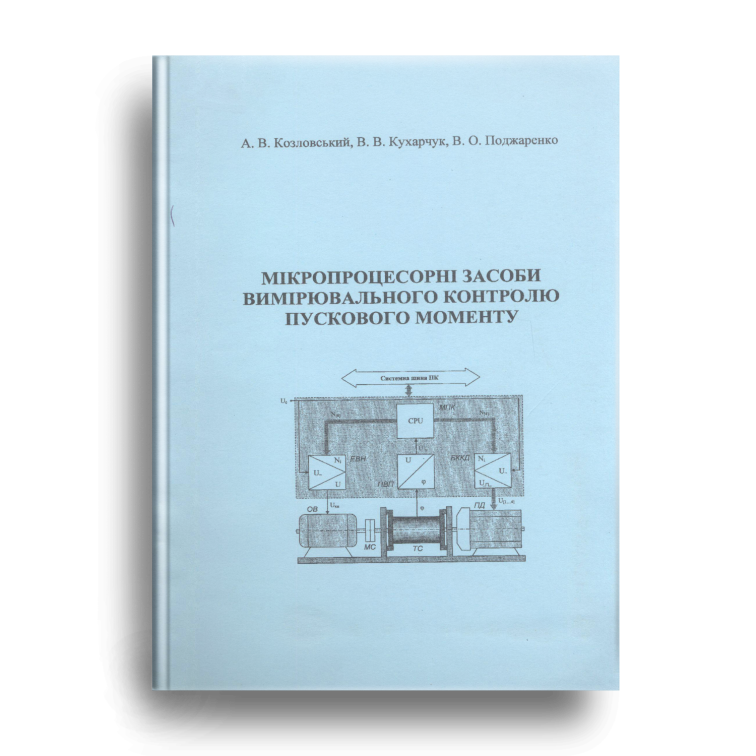 А. В. Козловський, В. В. Кухарчук, В. О. Поджаренко
МІКРОПРОЦЕСОРНІ ЗАСОБИ
ВИМІРЮВАЛЬНОГО КОНТРОЛЮ
ПУСКОВОГО МОМЕНТУ
Системна шина ПК
МПК
CPU
ЕВН
ПВП
БККД
U
φ
U
φ
ОВ
ПД
МС
ТС